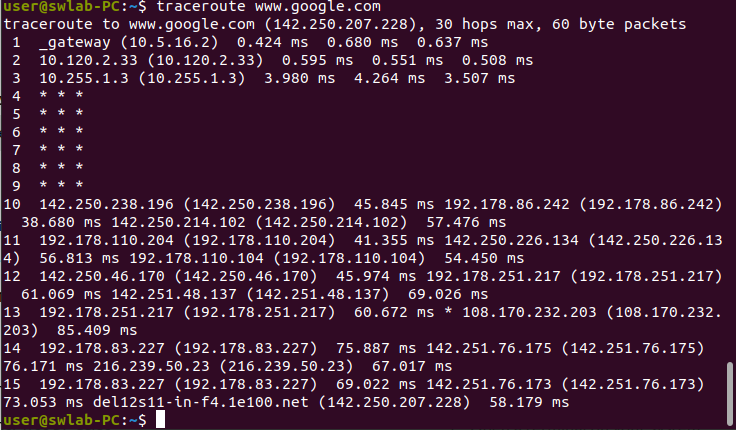 user@swlab-PC:~$ traceroute www.google.com
traceroute to www.google.com (142.250.207.228), 30 hops max, 60 byte packets
 1  _gateway (10.5.16.2)  0.424 ms  0.680 ms  0.637 ms
 2  10.120.2.33 (10.120.2.33)  0.595 ms  0.551 ms  0.508 ms
 3  10.255.1.3 (10.255.1.3)  3.980 ms  4.264 ms  3.507 ms
 4  * * *
 5  * * *
 6  * * *
 7  * * *
 8  * * *
 9  * * *
10  142.250.238.196 (142.250.238.196)  45.845 ms 192.178.86.242 (192.178.86.242)
  38.680 ms 142.250.214.102 (142.250.214.102)  57.476 ms
11  192.178.110.204 (192.178.110.204)  41.355 ms 142.250.226.134 (142.250.226.13
4)  56.813 ms 192.178.110.104 (192.178.110.104)  54.450 ms
12  142.250.46.170 (142.250.46.170)  45.974 ms 192.178.251.217 (192.178.251.217)
  61.069 ms 142.251.48.137 (142.251.48.137)  69.026 ms
13  192.178.251.217 (192.178.251.217)  60.672 ms * 108.170.232.203 (108.170.232.
203)  85.409 ms
14  192.178.83.227 (192.178.83.227)  75.887 ms 142.251.76.175 (142.251.76.175)
76.171 ms 216.239.50.23 (216.239.50.23)  67.017 ms
15  192.178.83.227 (192.178.83.227)  69.022 ms 142.251.76.173 (142.251.76.173)
73.053 ms del12s11-in-f4.1e100.net (142.250.207.228)  58.179 ms
user@swlab-PC:~$